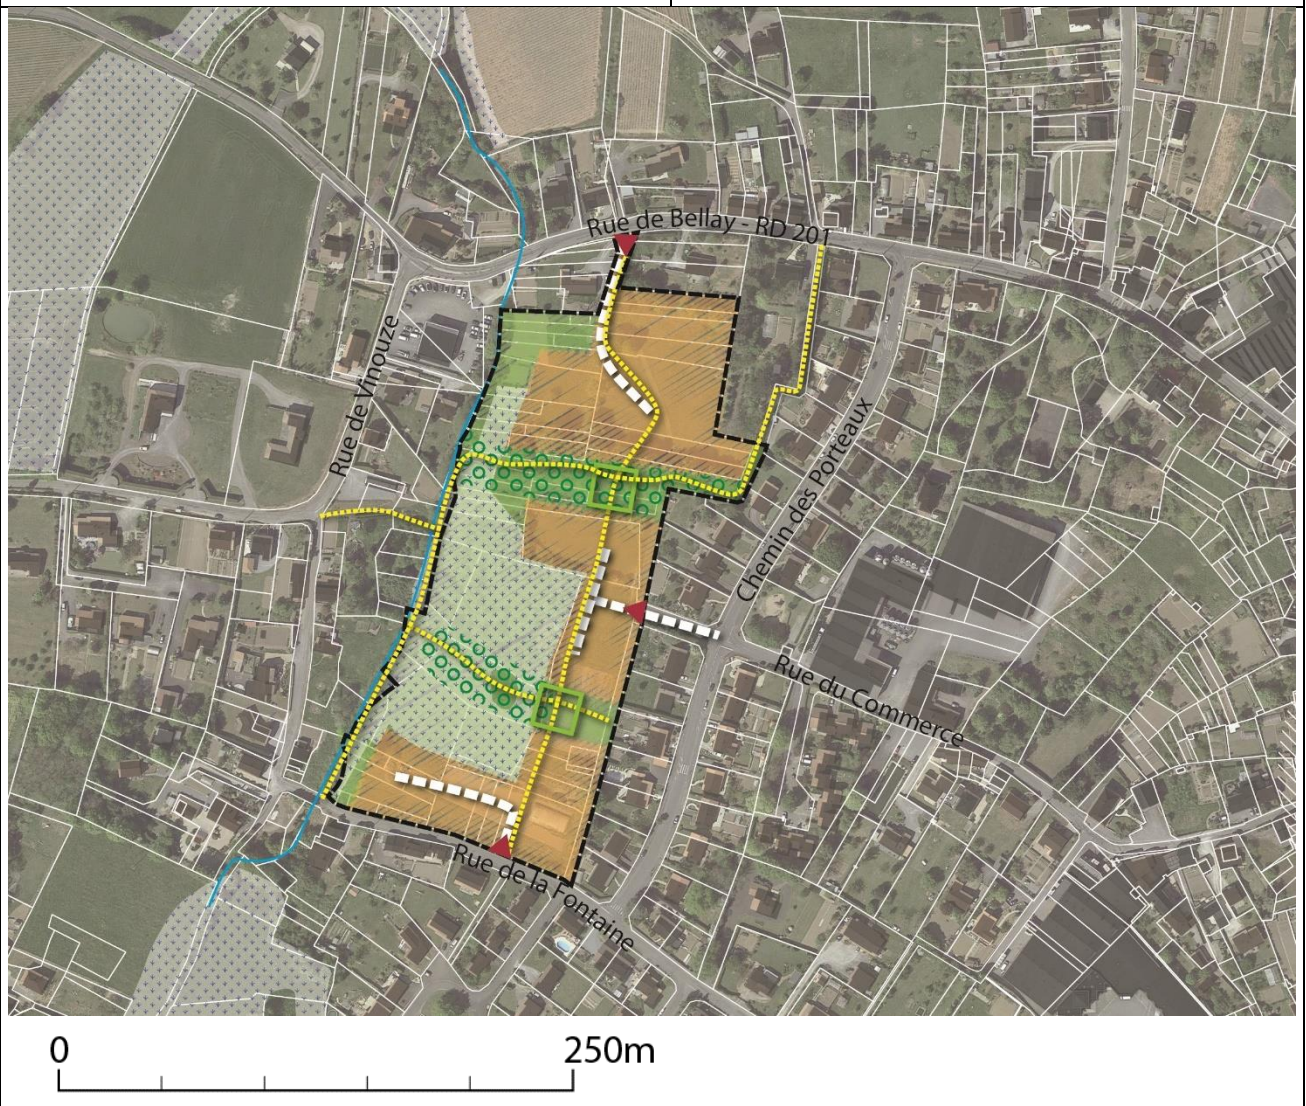 Rue de Bellay - RD 201
Rue de Vinouze
Chemin des Porteaux
Rue du Commerce
Rue de la Fontaine
0 250m